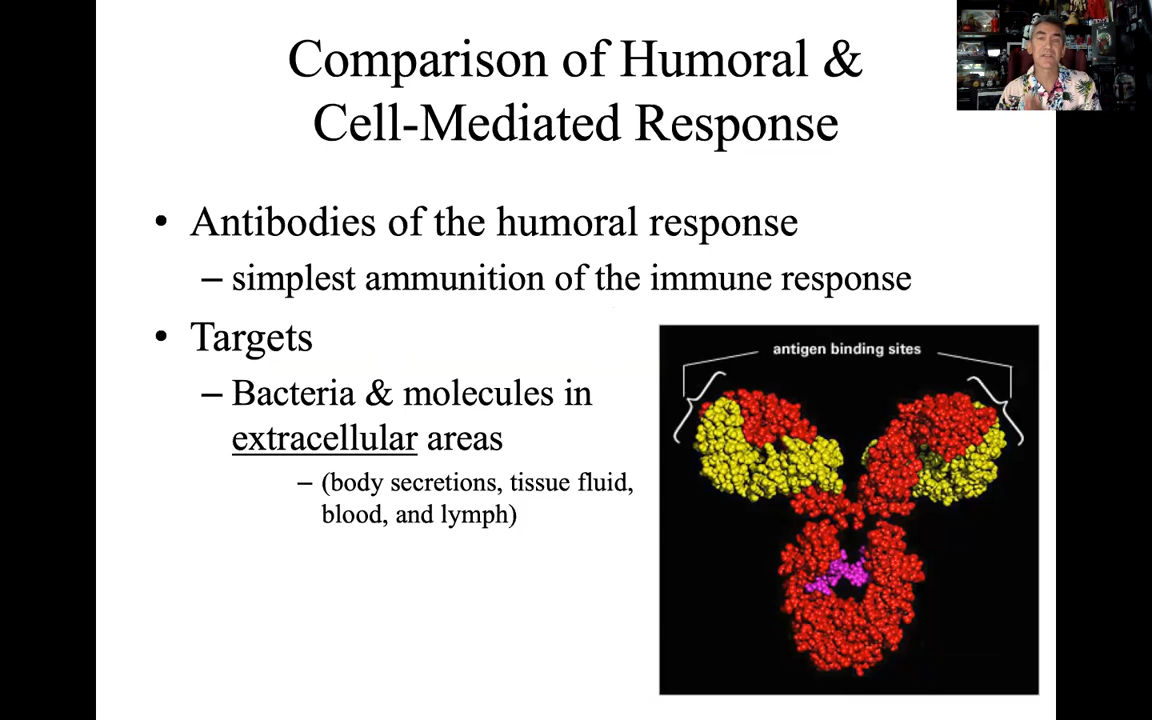 Comparison of Humoral &
Cell-Mediated Response
• Antibodies of the humoral response
– simplest ammunition of the immune response
• Targets
– Bacteria & molecules in
extracellular areas
– (body secretions, tissue fluid,
blood, and lymph)
antigen binding sites